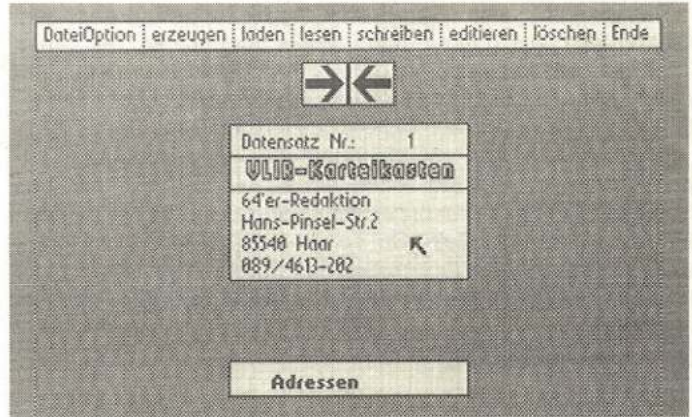 DateiOption erzeugen laden lesen schreiben editieren löschen Ende
Datensatz Nr.: 1
VLIR-Karteikasten
64'er-Redaktion
Hans-Pinsel-Str.2
85540 Haar
089/4613-202
Adressen